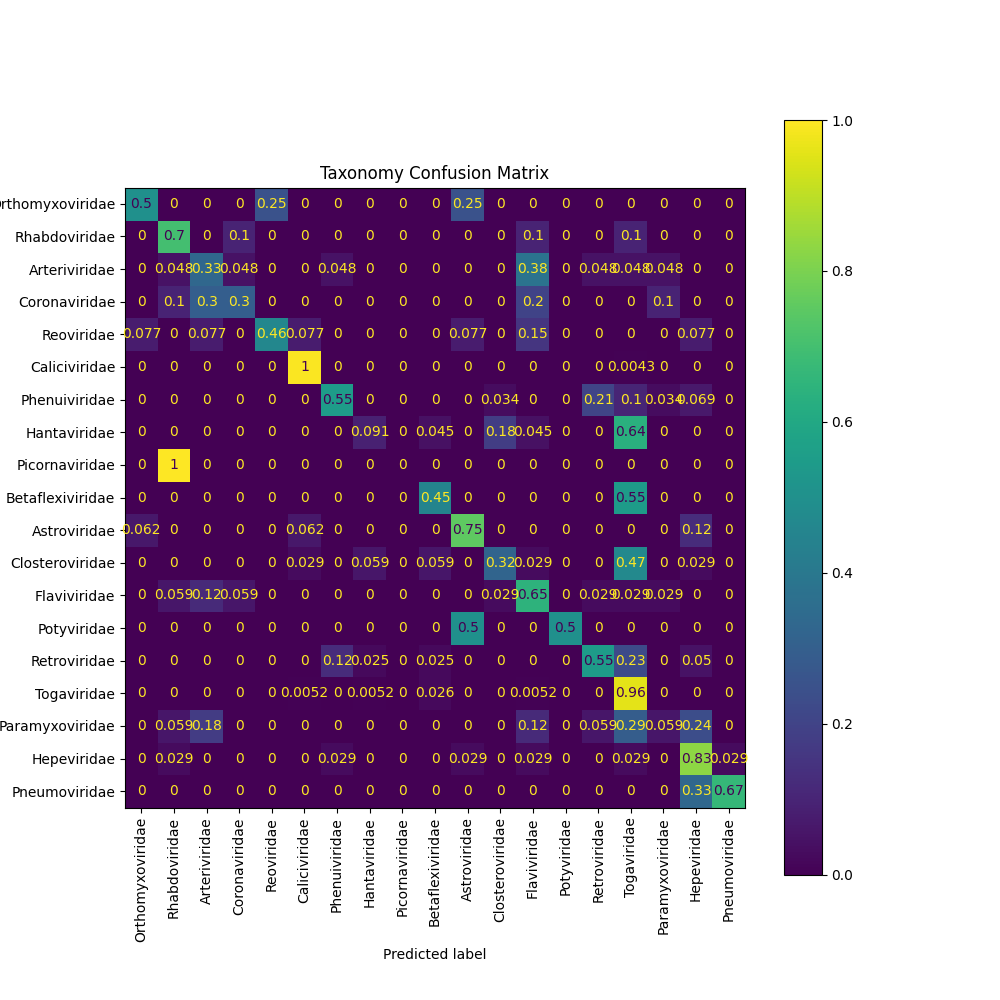 Taxonomy Confusion Matrix
rthomyxoviridae 0.5 0 0 0 0.25 0 0 0 0 0 0.25 0 0 0 0 0 0 0 0
Rhabdoviridae 0 0.7 0 0.1 0 0 0 0 0 0 0 0 0.1 0 0 0.1 0 0 0
Arteriviridae 0 0.048 0.33 0.048 0 0 0.048 0 0 0 0 0 0.38 0 0.048 0.048 0.048 0 0
Coronaviridae 0 0.1 0.3 0.3 0 0 0 0 0 0 0 0 0.2 0 0 0 0.1 0 0
Reoviridae 0.077 0 0.077 0 0.46 0.077 0 0 0 0 0.077 0 0.15 0 0 0 0 0.077 0
Caliciviridae 0 0 0 0 0 1 0 0 0 0 0 0 0 0 0 0.0043 0 0 0
Phenuiviridae 0 0 0 0 0 0 0.55 0 0 0 0 0.034 0 0 0.21 0.1 0.034 0.069 0
Hantaviridae 0 0 0 0 0 0 0 0.091 0 0.045 0 0.18 0.045 0 0 0.64 0 0 0
Picornaviridae 0 1 0 0 0 0 0 0 0 0 0 0 0 0 0 0 0 0 0
Betaflexiviridae 0 0 0 0 0 0 0 0 0 0.45 0 0 0 0 0 0.55 0 0 0
Astroviridae 0.062 0 0 0 0 0.062 0 0 0 0 0.75 0 0 0 0 0 0 0.12 0
Closteroviridae 0 0 0 0 0 0.029 0 0.059 0 0.059 0 0.32 0.029 0 0 0.47 0 0.029 0
Flaviviridae 0 0.059 0.12 0.059 0 0 0 0 0 0 0 0.029 0.65 0 0.029 0.029 0.029 0 0
Potyviridae 0 0 0 0 0 0 0 0 0 0 0.5 0 0 0.5 0 0 0 0 0
Retroviridae 0 0 0 0 0 0 0.12 0.025 0 0.025 0 0 0 0 0.55 0.23 0 0.05 0
Togaviridae 0 0 0 0 0 0.0052 0 0.0052 0 0.026 0 0 0.0052 0 0 0.96 0 0 0
Paramyxoviridae 0 0.059 0.18 0 0 0 0 0 0 0 0 0 0.12 0 0.059 0.29 0.059 0.24 0
Hepeviridae 0 0.029 0 0 0 0 0.029 0 0 0 0.029 0 0.029 0 0 0.029 0 0.83 0.029
Pneumoviridae 0 0 0 0 0 0 0 0 0 0 0 0 0 0 0 0 0 0.33 0.67
Orthomyxoviridae
Rhabdoviridae
Arteriviridae
Coronaviridae
Reoviridae
Caliciviridae
Phenuiviridae
Hantaviridae
Picornaviridae
Betaflexiviridae
Astroviridae
Closteroviridae
Flaviviridae
Potyviridae
Retroviridae
Togaviridae
Paramyxoviridae
Hepeviridae
Pneumoviridae
Predicted label
1.0
0.8
0.6
0.4
0.2
0.0